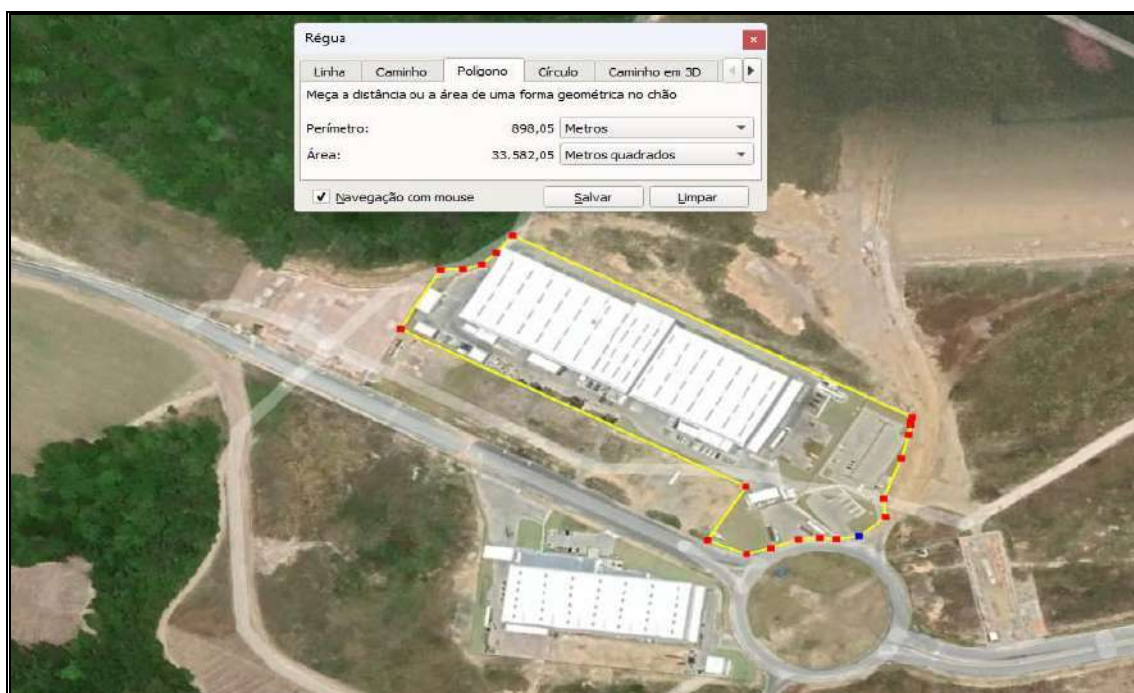 Régua
Linha Caminho Polígono Círculo Caminho em 3D
Meça a distância ou a área de uma forma geométrica no chão
Perímetro: 898,05 Metros
Área: 33.582,05 Metros quadrados
Navegação com mouse Salvar Limpar